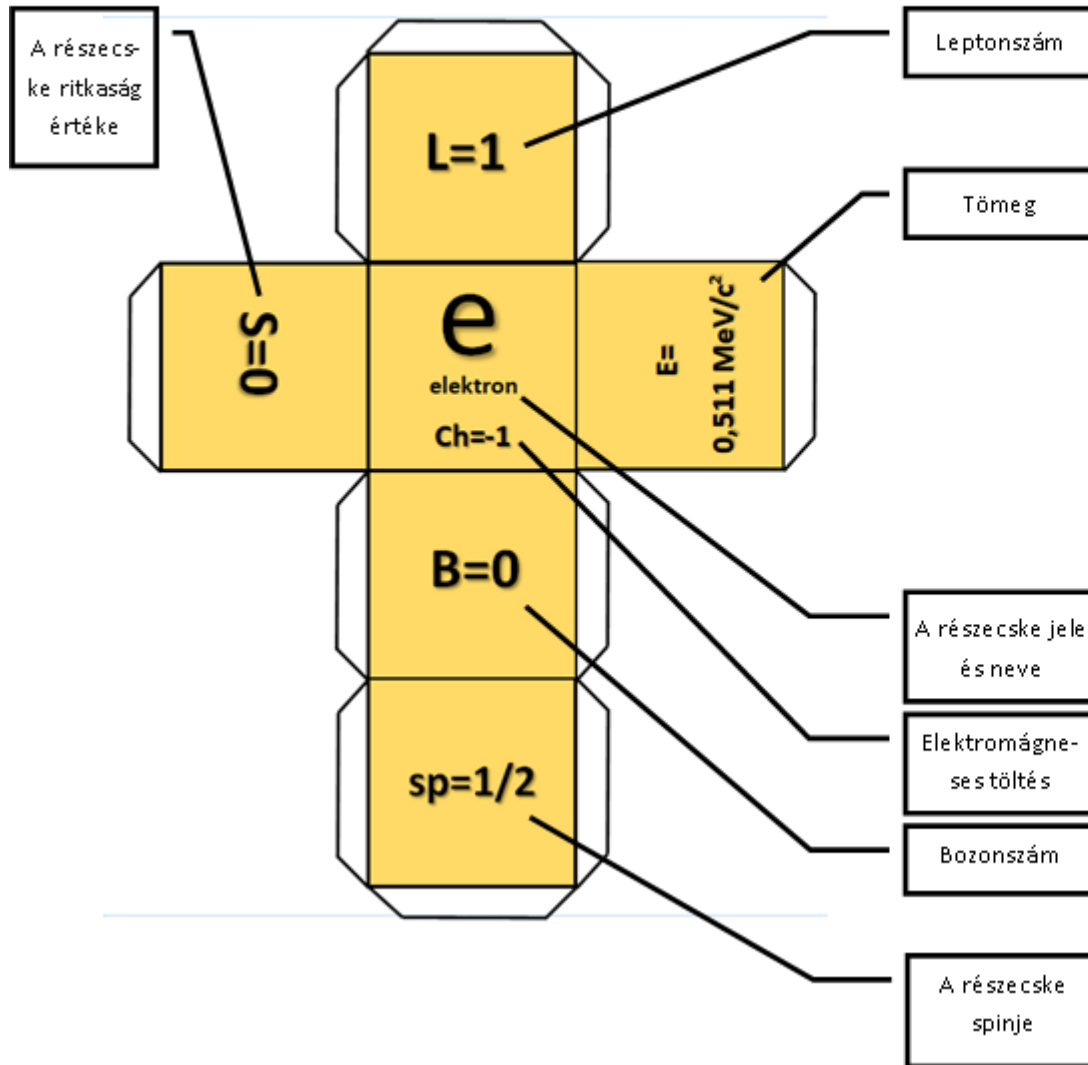 A részecs-
ke ritkaság
értéke
Leptonszám
L=1
Tömeg
S=0
e
elektron
Ch=-1
E=
0,511 MeV/c²
B=0
A részecske jele
és neve
Elektromágne-
ses töltés
sp=1/2
Bozonszám
A részecske
spinje